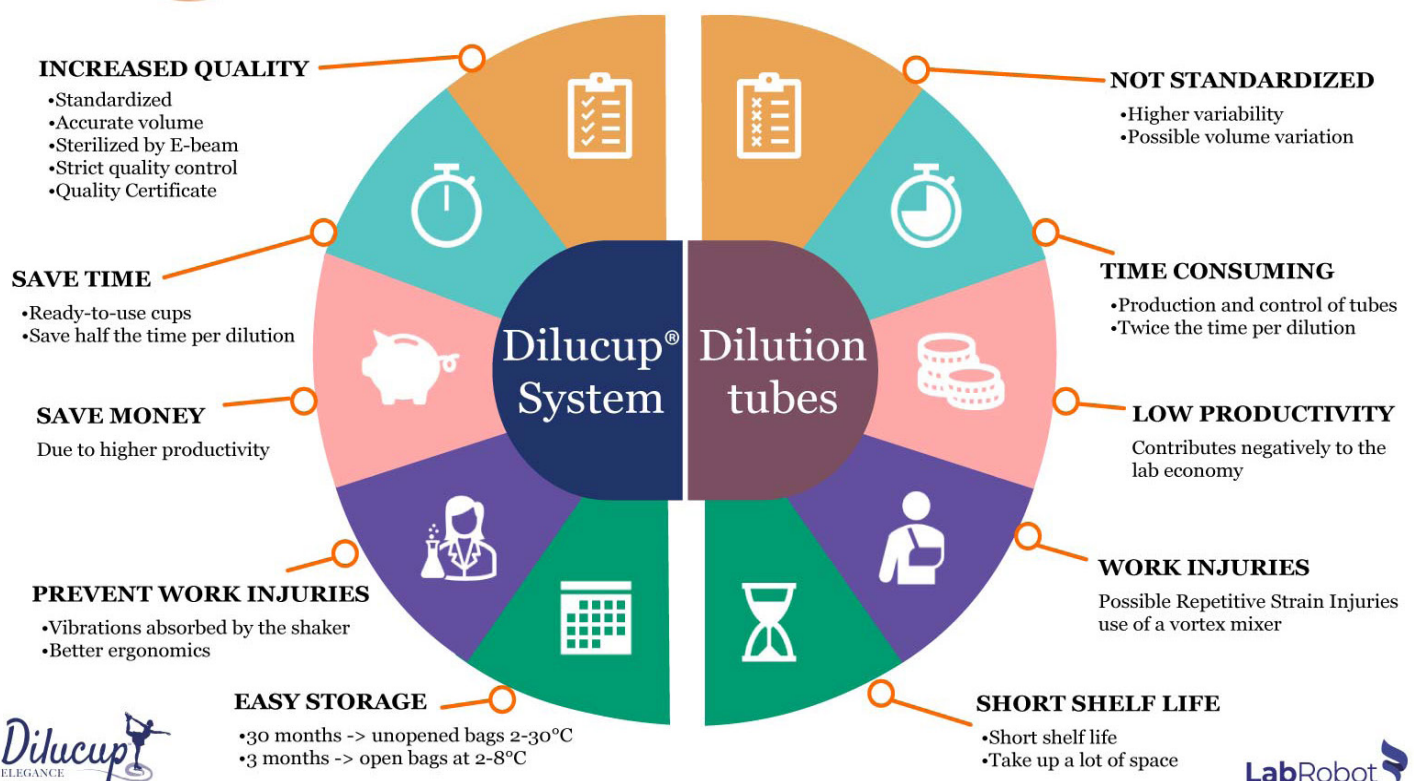 INCREASED QUALITY
•Standardized
•Accurate volume
•Sterilized by E-beam
•Strict quality control
•Quality Certificate
SAVE TIME
•Ready-to-use cups
•Save half the time per dilution
SAVE MONEY
Due to higher productivity
PREVENT WORK INJURIES
•Vibrations absorbed by the shaker
•Better ergonomics
EASY STORAGE
•30 months -> unopened bags 2-30°C
•3 months -> open bags at 2-8°C
Dilucup®
System
Dilution
tubes
NOT STANDARDIZED
•Higher variability
•Possible volume variation
TIME CONSUMING
•Production and control of tubes
•Twice the time per dilution
LOW PRODUCTIVITY
Contributes negatively to the
lab economy
WORK INJURIES
Possible Repetitive Strain Injuries
use of a vortex mixer
SHORT SHELF LIFE
•Short shelf life
•Take up a lot of space
Dilucup
ELEGANCE
LabRobot